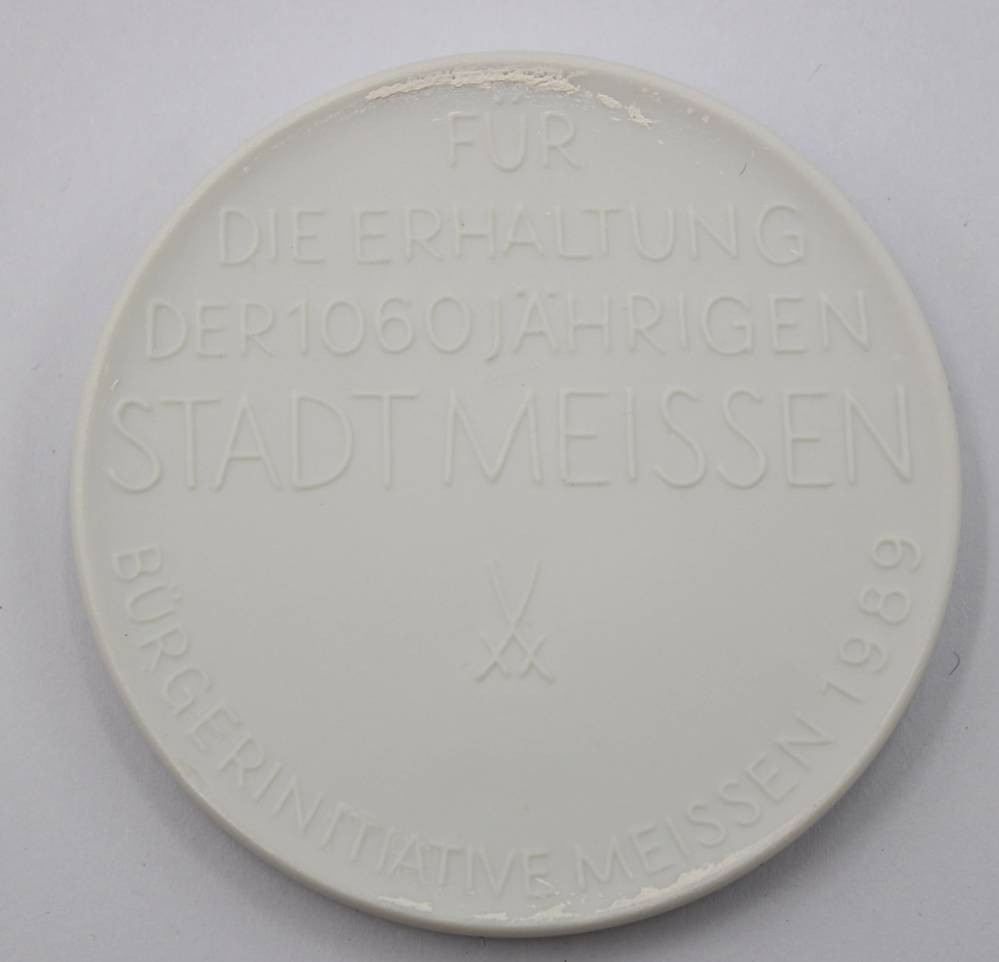 FÜR
DIE ERHALTUNG
DER 1060 JÄHRIGEN
STADT MEISSEN
BÜRGERINITIATIVE MEISSEN 1989